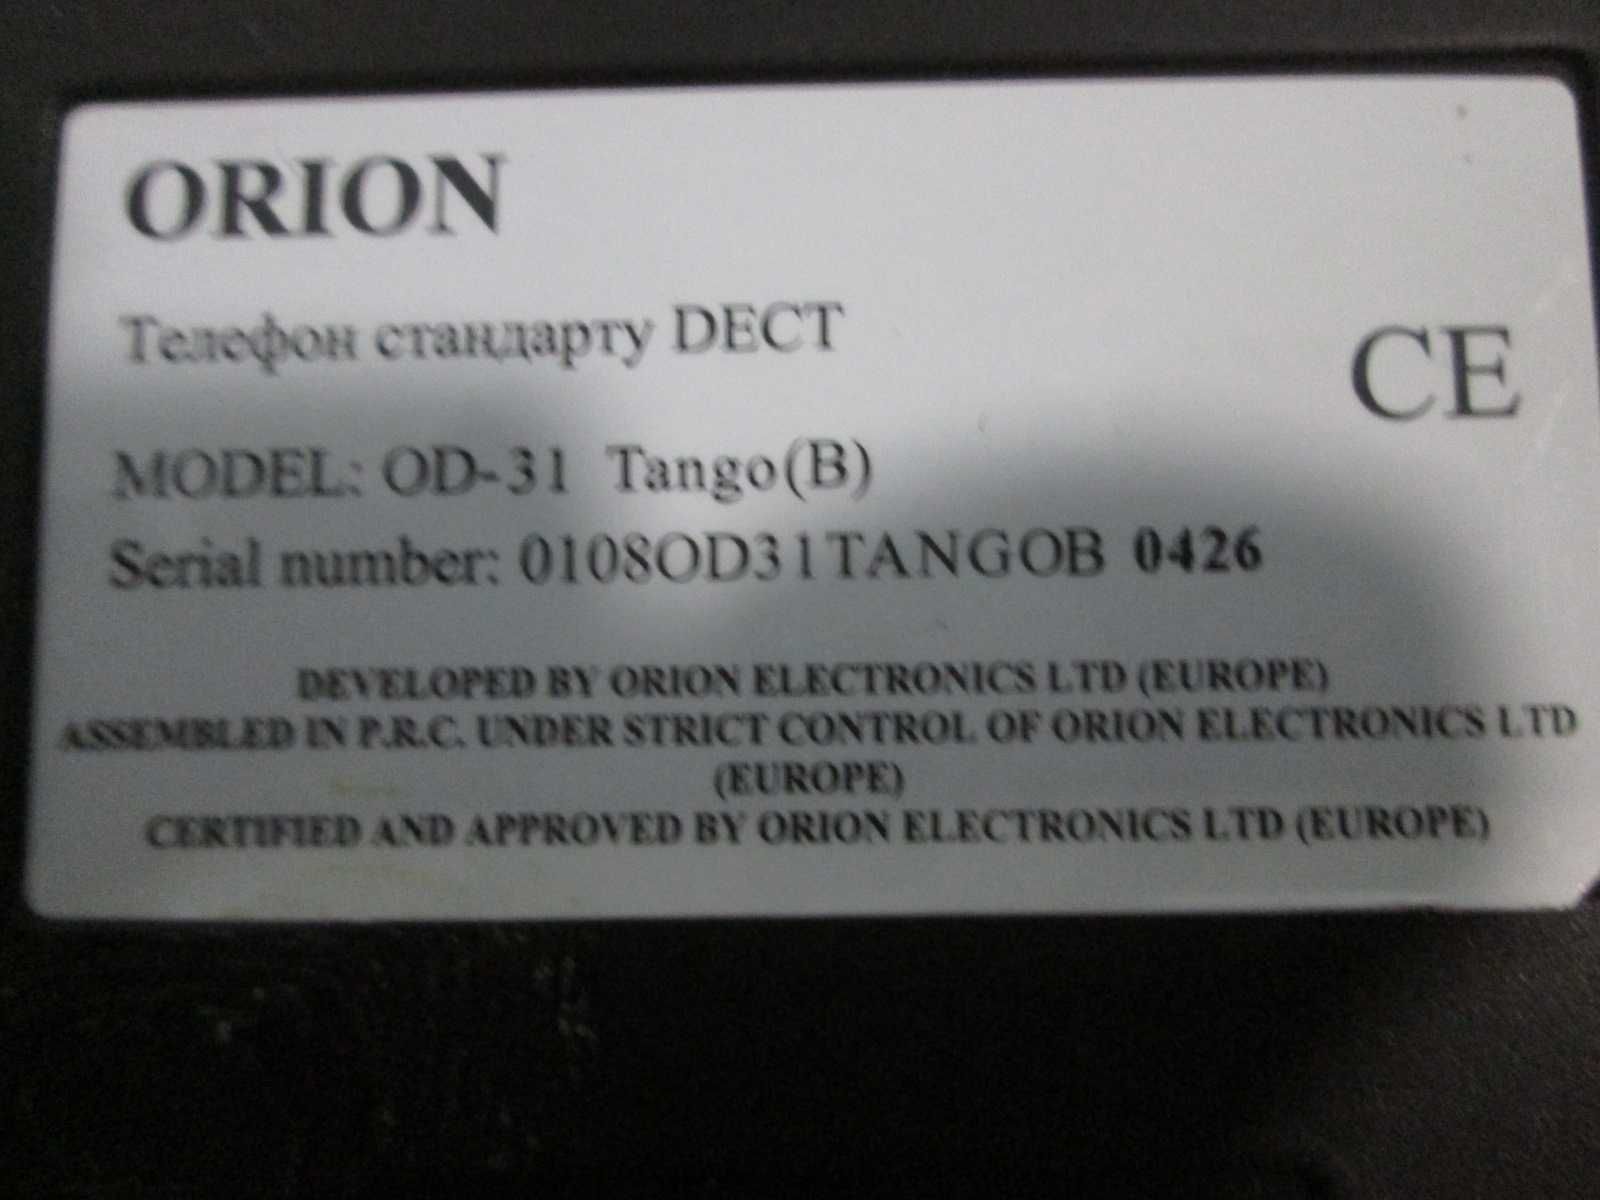 ORION
Телефон стандарту DECT
CE
MODEL: OD-31 Tango(B)
Serial number: 0108OD31TANGOB 0426
DEVELOPED BY ORION ELECTRONICS LTD (EUROPE)
ASSEMBLED IN P.R.C. UNDER STRICT CONTROL OF ORION ELECTRONICS LTD
(EUROPE)
CERTIFIED AND APPROVED BY ORION ELECTRONICS LTD (EUROPE)